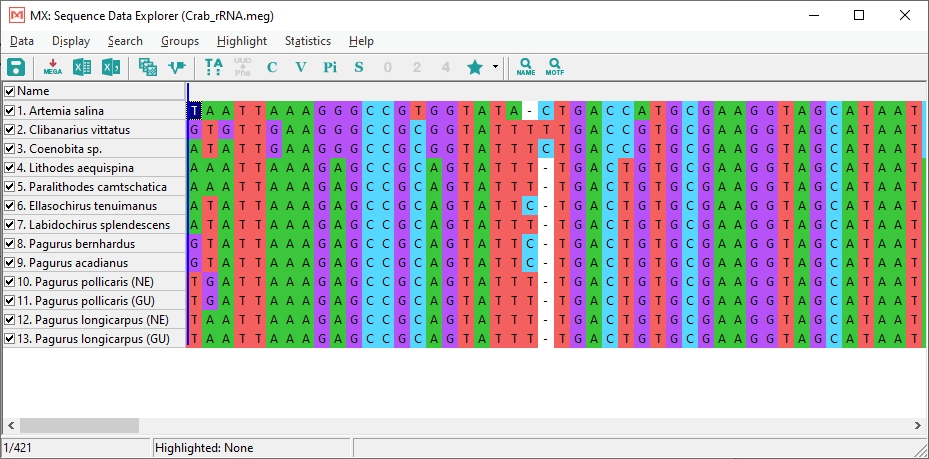 MX: Sequence Data Explorer (Crab_rRNA.meg)
Data Display Search Groups Highlight Statistics Help
MEGA X X, TA UUC Phe C V Pi S 0 2 4 NAME MOTF
Name
1. Artemia salina T A A T T A A A G G G C C G T G G T A T A - C T G A C C A T G C G A A G G T A G C A T A A T
2. Clibanarius vittatus G T G T T G A A G G G C C G C G G T A T T T T T G A C C G T G C G A A G G T A G C A T A A T
3. Coenobita sp. A T A T T G A A G G G C C G C G G T A T T T C T G A C C G T G C G A A G G T A G C A T A A T
4. Lithodes aequispina A A A T T A A A G A G C C G C A G T A T T T - T G A C T G T G C G A A G G T A G C A T A A T
5. Paralithodes camtschatica A A A T T A A A G A G C C G C A G T A T T T - T G A C T G T G C G A A G G T A G C A T A A T
6. Ellasochirus tenuimanus A T A T T A A A G A G C C G C A G T A T T C - T G A C T G T G C G A A G G T A G C A T A A T
7. Labidochirus splendescens A T A T T A A A G A G C C G C A G T A T T T - T G A C T G T G C G A A G G T A G C A T A A T
8. Pagurus bernhardus G T A T T A A A G A G C C G C A G T A T T C - T G A C T G T G C G A A G G T A G C A T A A T
9. Pagurus acadianus G T A T T A A A G A G C C G C A G T A T T C - T G A C T G T G C G A A G G T A G C A T A A T
10. Pagurus pollicaris (NE) T G A T T A A A G A G C C G C A G T A T T T - T G A C T G T G C G A A G G T A G C A T A A T
11. Pagurus pollicaris (GU) T G A T T A A A G A G C C G C A G T A T T T - T G A C T G T G C G A A G G T A G C A T A A T
12. Pagurus longicarpus (NE) T A A T T A A A G A G C C G C A G T A T T T - T G A C T G T G C G A A G G T A G C A T A A T
13. Pagurus longicarpus (GU) T A A T T A A A G A G C C G C A G T A T T T - T G A C T G T G C G A A G G T A G C A T A A T
1/421 Highlighted: None